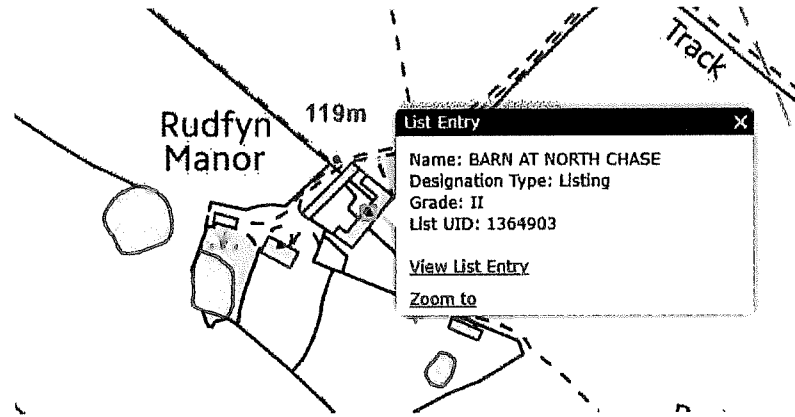 Track
Rudfyn
Manor
119m
List Entry X
Name: BARN AT NORTH CHASE
Designation Type: Listing
Grade: II
List UID: 1364903
View List Entry
Zoom to